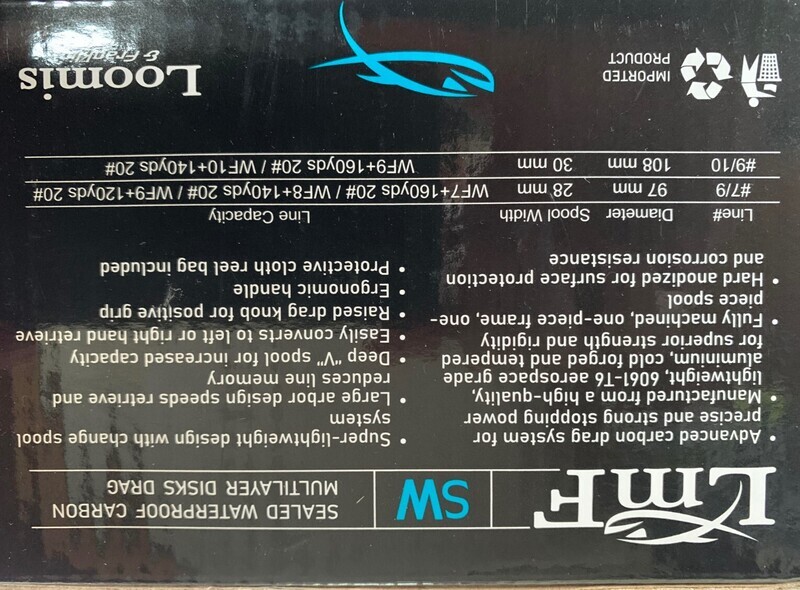 LmF
SW
SEALED WATERPROOF CARBON
MULTILAYER DISKS DRAG
• Advanced carbon drag system for
precise and strong stopping power
• Manufactured from a high-quality,
lightweight, 6061-T6 aerospace grade
aluminium, cold forged and tempered
for superior strength and rigidity
• Fully machined, one-piece frame, one-
piece spool
• Hard anodized for surface protection
and corrosion resistance
• Super-lightweight design with change spool
system
• Large arbor design speeds retrieve and
reduces line memory
• Deep "V" spool for increased capacity
• Easily converts to left or right hand retrieve
• Raised drag knob for positive grip
• Ergonomic handle
• Protective cloth reel bag included
Line# Diameter Spool Width Line Capacity
#7/9 97 mm 28 mm WF7+160yds 20# / WF8+140yds 20# / WF9+120yds 20#
#9/10 108 mm 30 mm WF9+160yds 20# / WF10+140yds 20#
IMPORTED
PRODUCT
Loomis
& Franklin